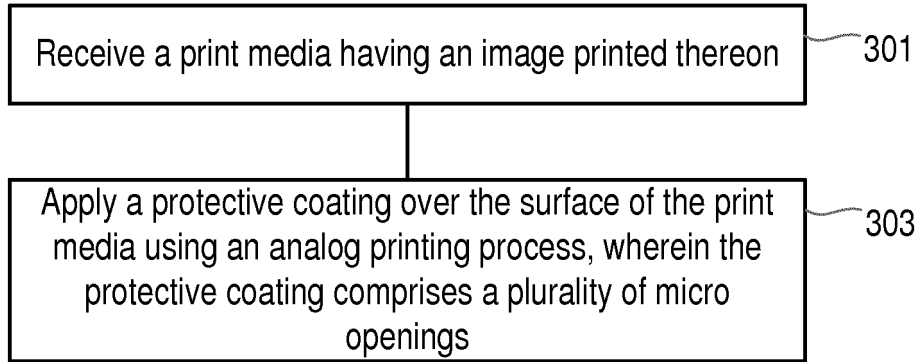 Receive a print media having an image printed thereon
301
Apply a protective coating over the surface of the print
media using an analog printing process, wherein the
protective coating comprises a plurality of micro
openings
303